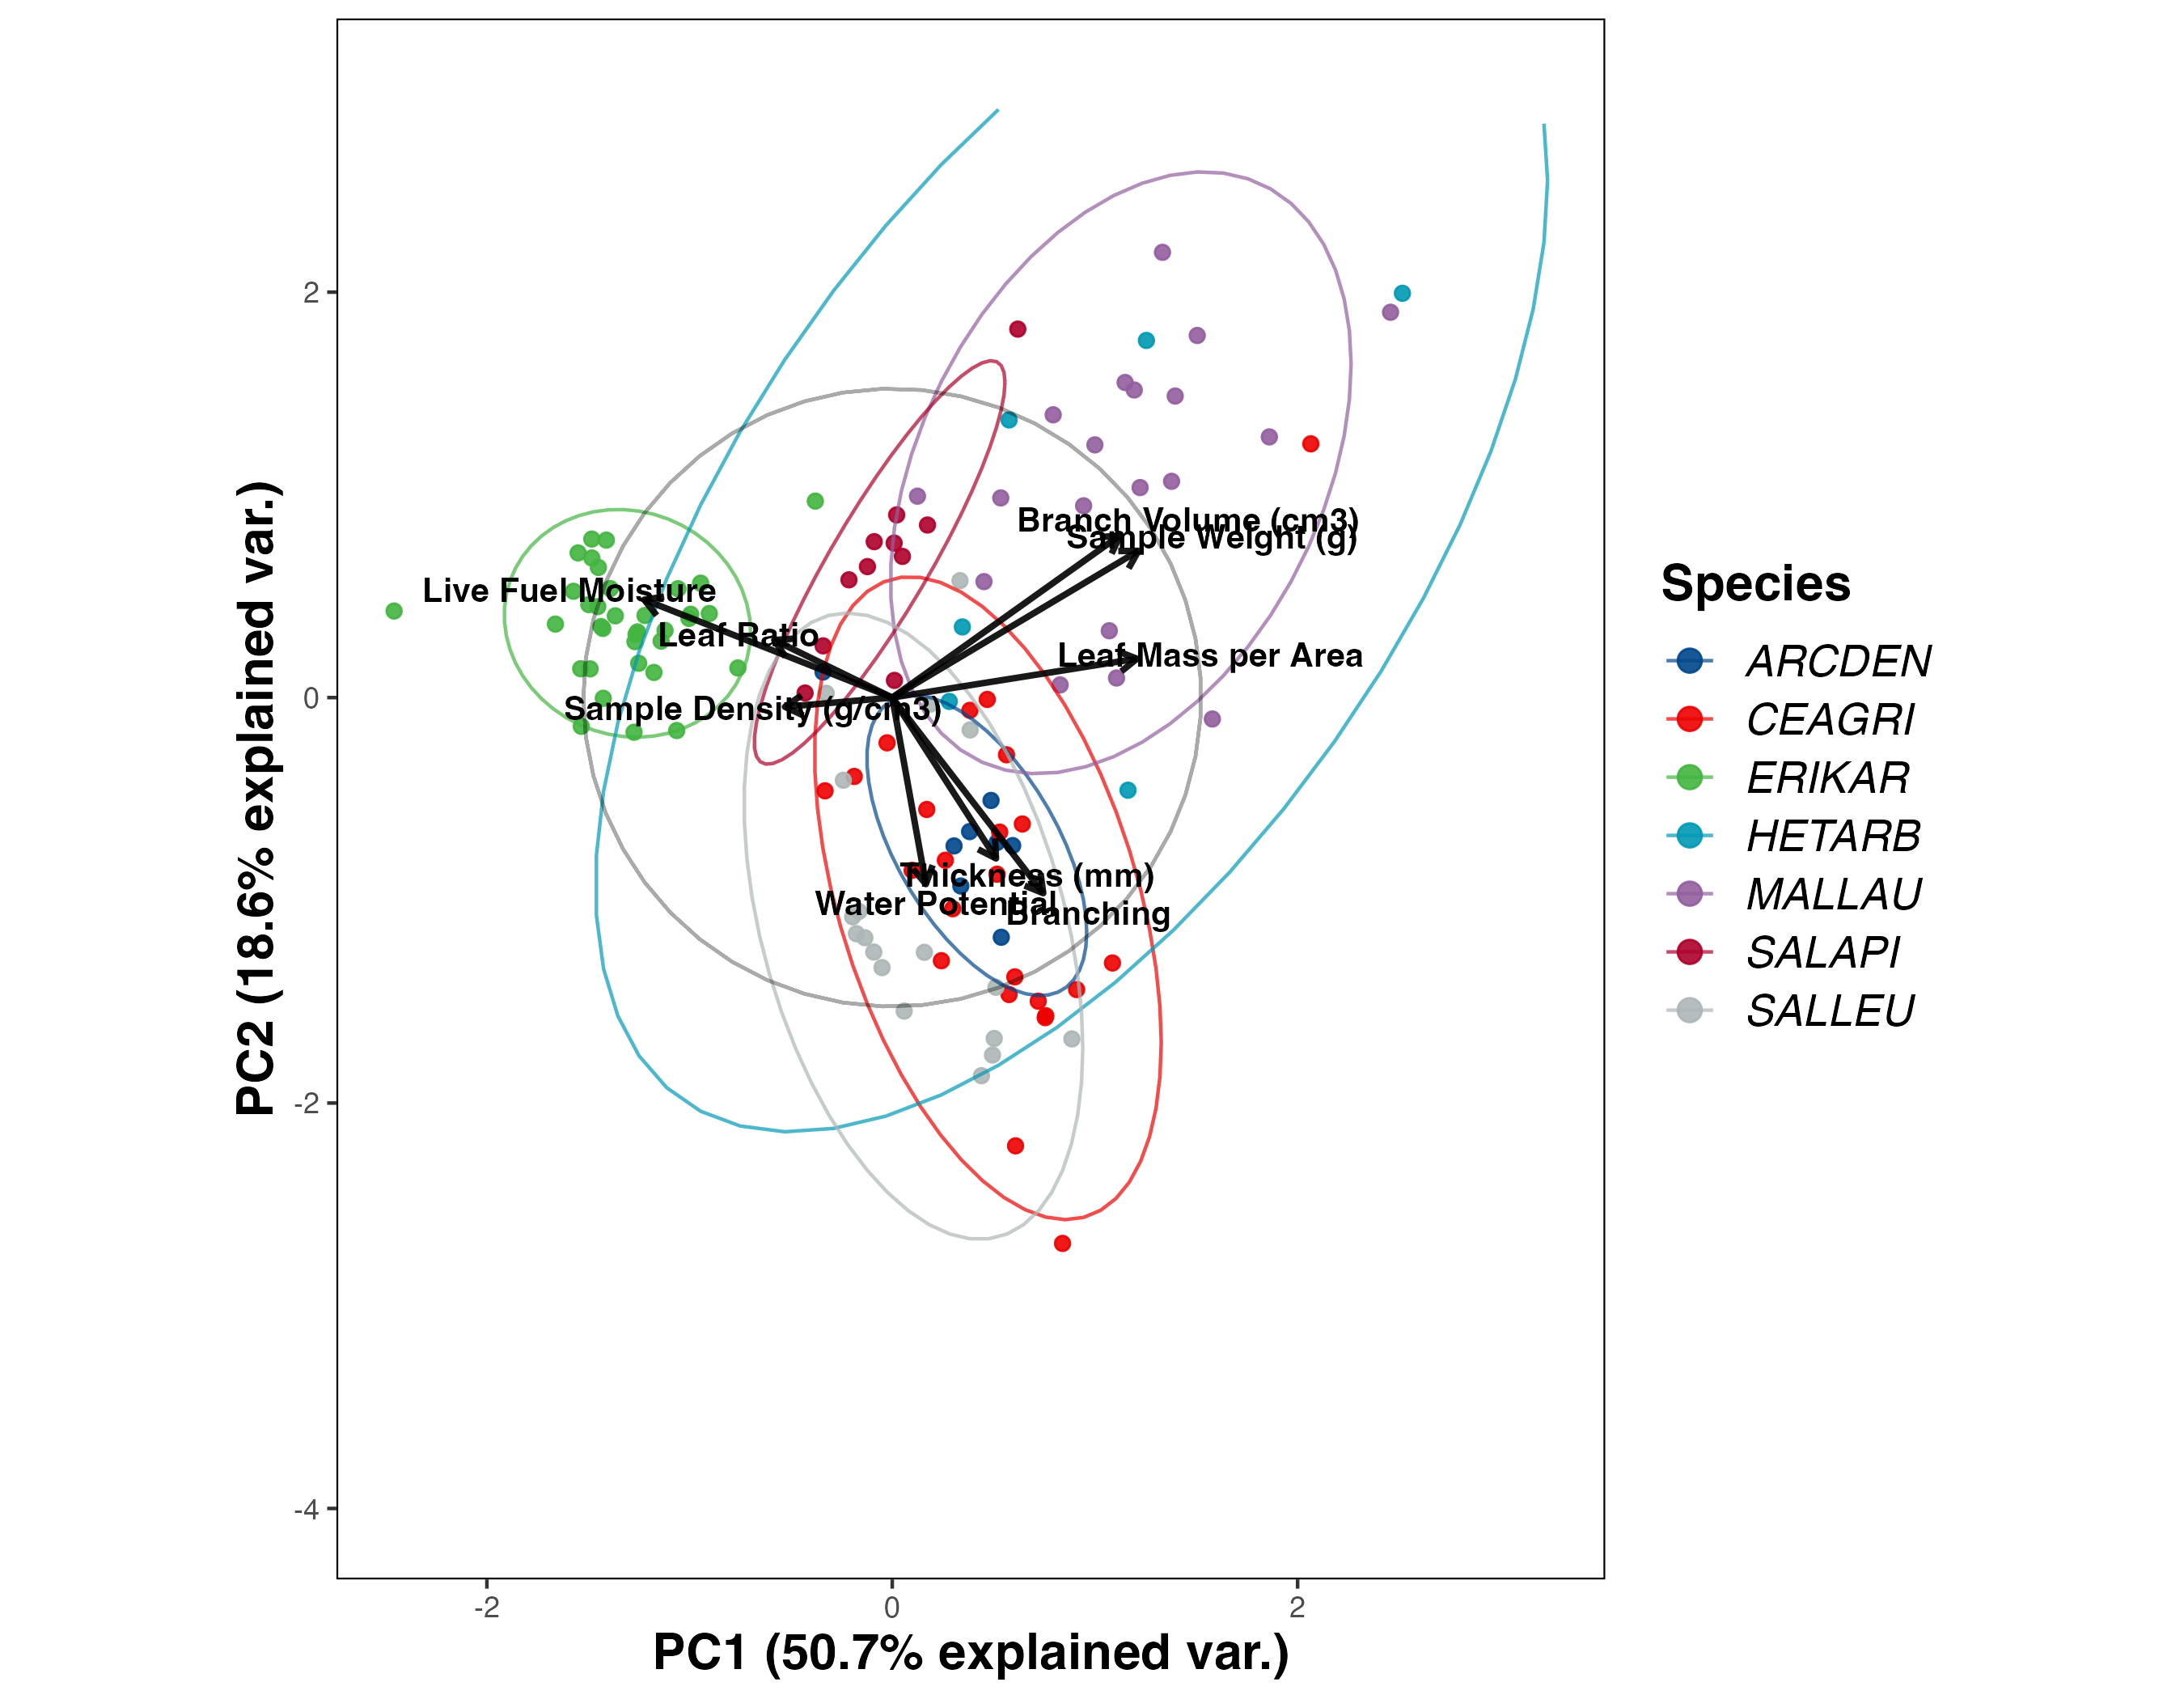 PC2 (18.6% explained var.)
2
0
-2
-4
Branch Volume (cm3)
Sample Weight (g)
Live Fuel Moisture
Leaf Ratio
Leaf Mass per Area
Sample Density (g/cm3)
Thickness (mm)
Water Potential
Branching
-2
0
2
PC1 (50.7% explained var.)
Species
ARCDEN
CEAGRI
ERIKAR
HETARB
MALLAU
SALAPI
SALLEU